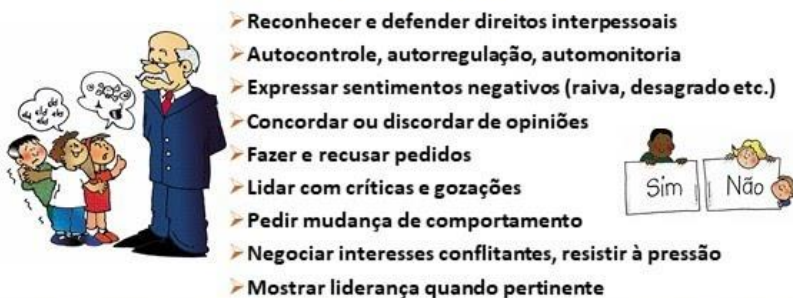 Reconhecer e defender direitos interpessoais
Autocontrole, autorregulação, automonitoria
Expressar sentimentos negativos (raiva, desagrado etc.)
Concordar ou discordar de opiniões
Fazer e recusar pedidos
Lidar com críticas e gozações
Pedir mudança de comportamento
Negociar interesses conflitantes, resistir à pressão
Mostrar liderança quando pertinente
Sim
Não